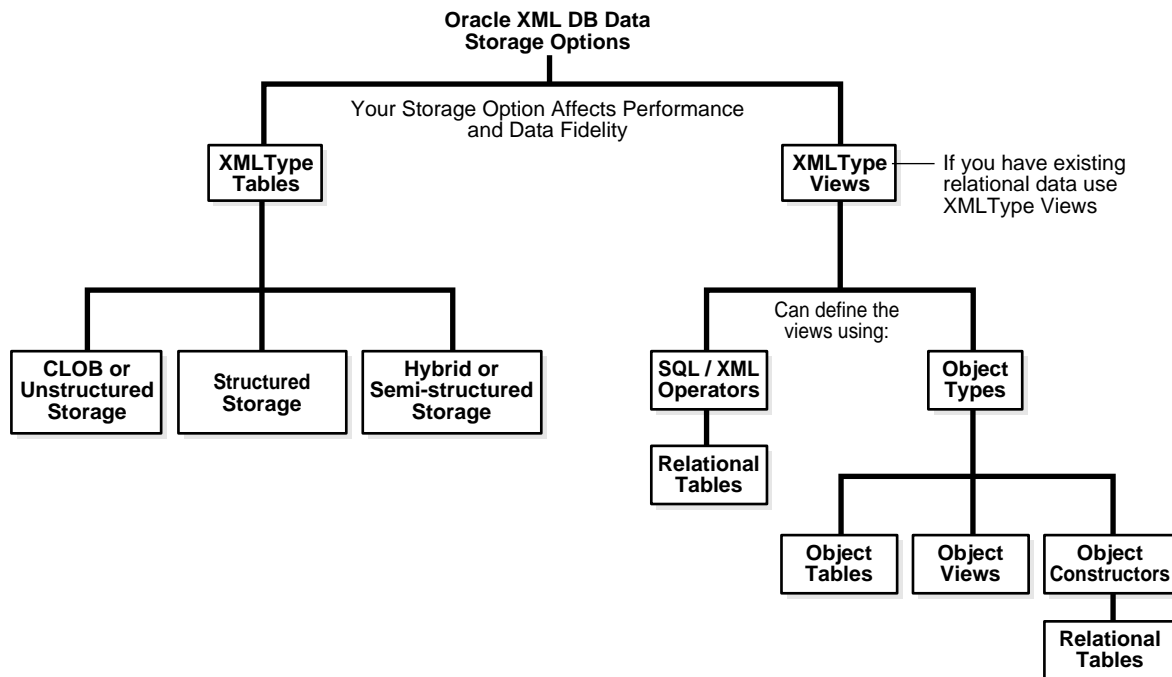 Oracle XML DB Data
Storage Options
Your Storage Option Affects Performance
and Data Fidelity
XMLType
Tables
XMLType
Views
If you have existing
relational data use
XMLType Views
Can define the
views using:
CLOB or
Unstructured
Storage
Structured
Storage
Hybrid or
Semi-structured
Storage
SQL / XML
Operators
Object
Types
Relational
Tables
Object
Tables
Object
Views
Object
Constructors
Relational
Tables